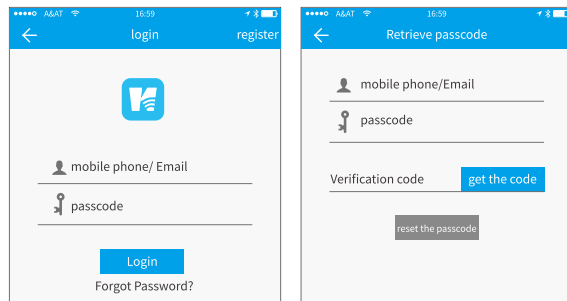 A&AT 16:59
login register
mobile phone/ Email
passcode
Login
Forgot Password?
A&AT 16:59
Retrieve passcode
mobile phone/Email
passcode
Verification code get the code
reset the passcode